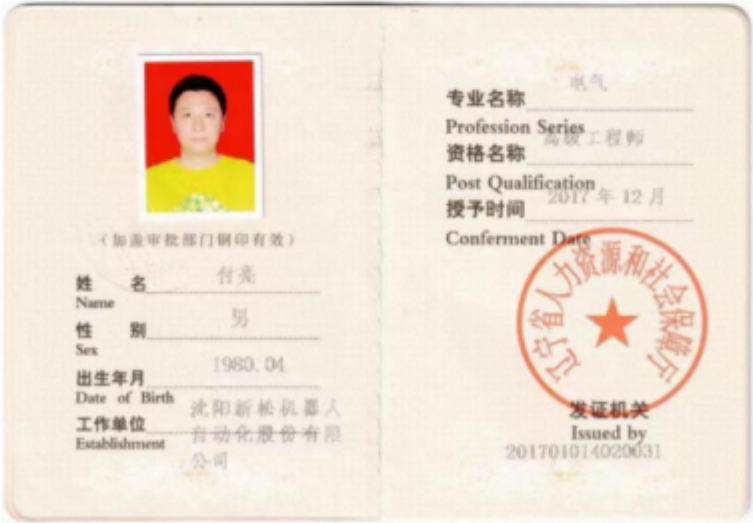 （加盖审批部门钢印有效）
姓 名 付亮
Name
性 别 男
Sex
出生年月 1980.04
Date of Birth
工作单位 沈阳新松机器人
Establishment 自动化股份有限
公司
专业名称 电气
Profession Series
资格名称 高级工程师
Post Qualification
授予时间 2017年12月
Conferment Date
辽宁省人力资源和社会保障厅
发证机关
Issued by
201701014020031